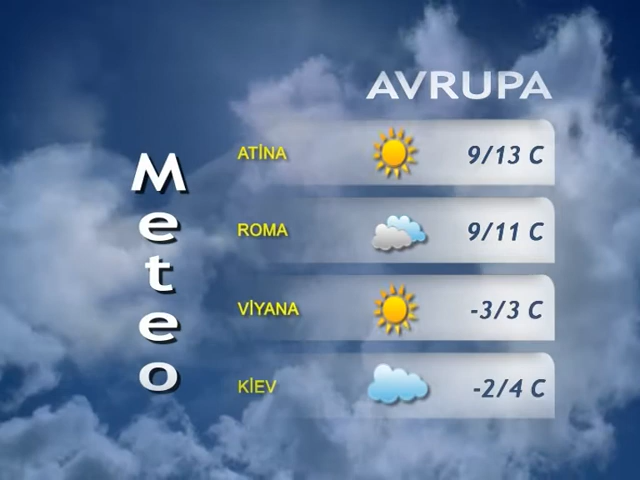 AVRUPA
Meteo
ATİNA 9/13 C
ROMA 9/11 C
VİYANA -3/3 C
KİEV -2/4 C